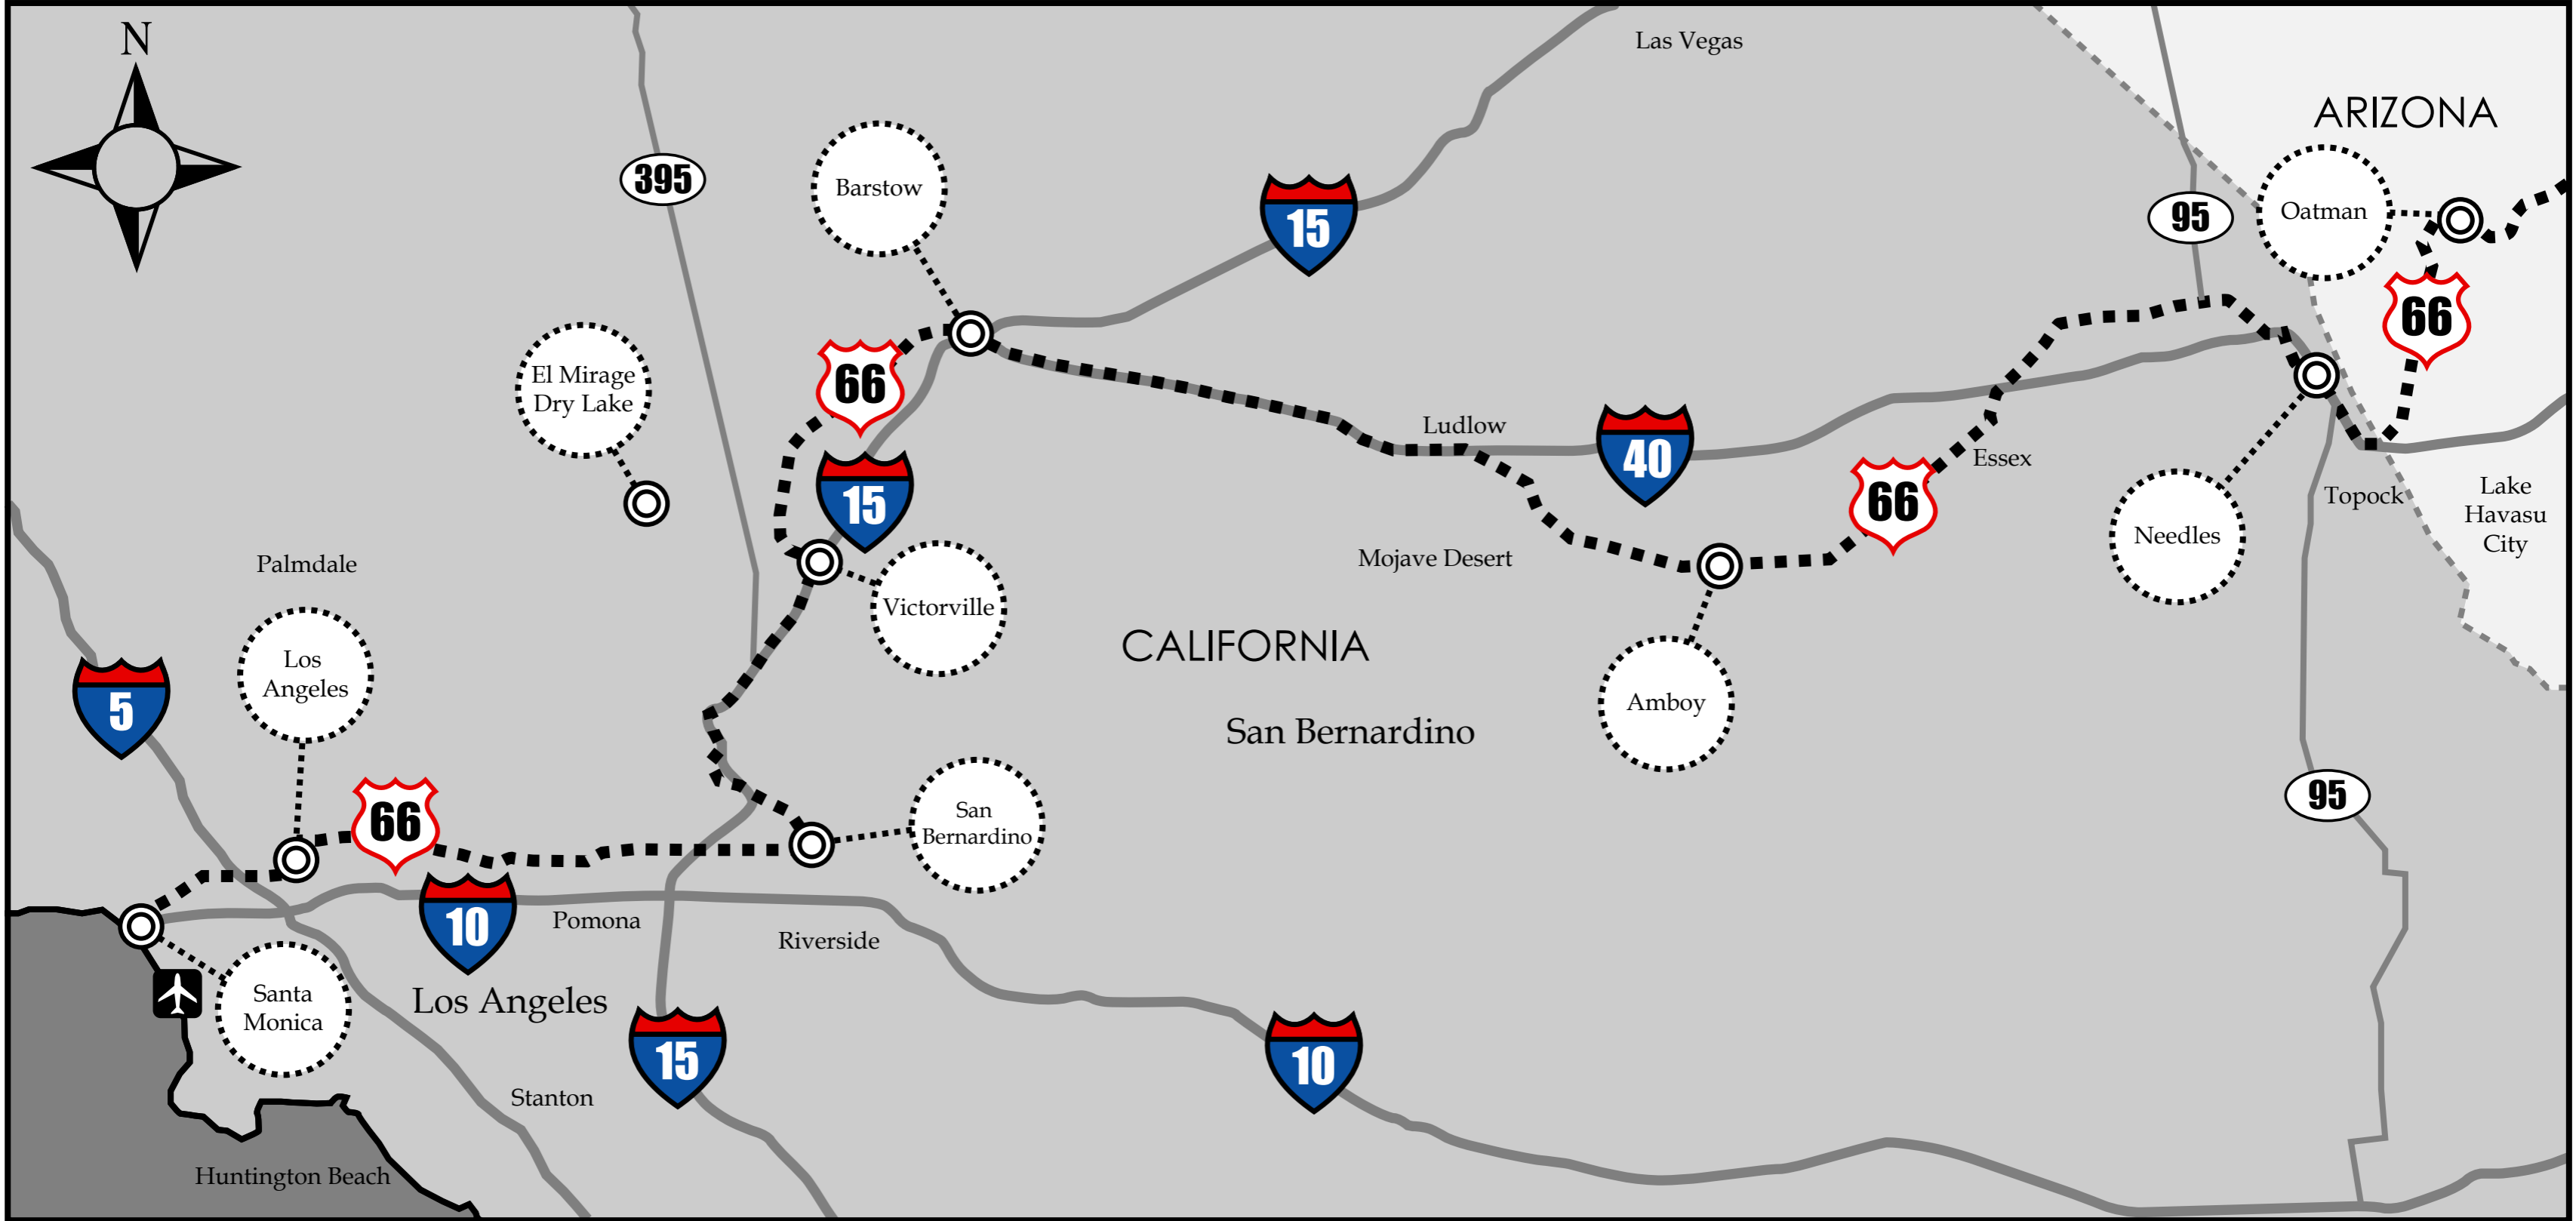 N
Las Vegas
ARIZONA
395
Barstow
15
95
Oatman
66
El Mirage
Dry Lake
66
Ludlow
40
Essex
15
66
Needles
Topock
Lake
Havasu
City
Palmdale
Mojave Desert
Victorville
CALIFORNIA
Los
Angeles
5
San Bernardino
Amboy
95
66
San
Bernardino
10
Pomona
Riverside
Santa
Monica
Los Angeles
15
10
Stanton
Huntington Beach